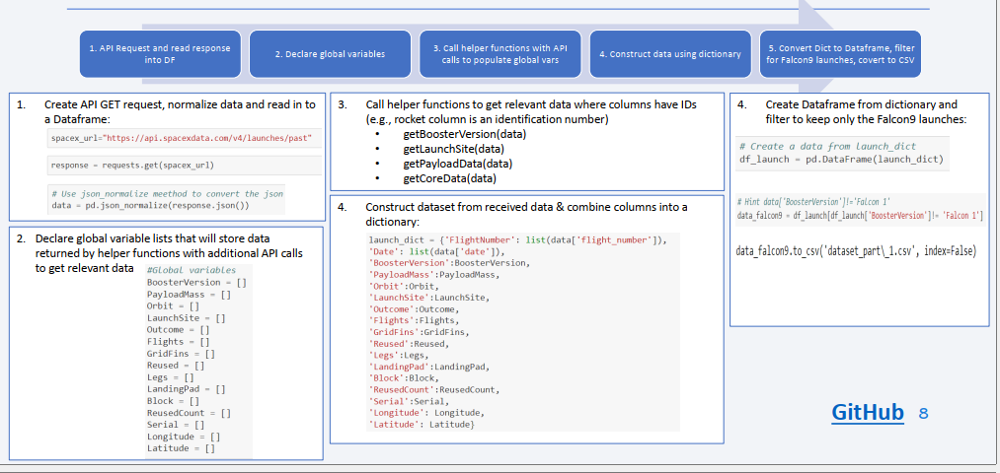 1. API Request and read response
into DF
2. Declare global variables
3. Call helper functions with API
calls to populate global vars
4. Construct data using dictionary
5. Convert Dict to Dataframe, filter
for Falcon9 launches, covert to CSV
1. Create API GET request, normalize data and read in to
a Dataframe:
spacex_url="https://api.spacexdata.com/v4/launches/past"
response = requests.get(spacex_url)
# Use json_normalize meethod to convert the json
data = pd.json_normalize(response.json())
2. Declare global variable lists that will store data
returned by helper functions with additional API calls
to get relevant data
#Global variables
BoosterVersion = []
PayloadMass = []
Orbit = []
LaunchSite = []
Outcome = []
Flights = []
GridFins = []
Reused = []
Legs = []
LandingPad = []
Block = []
ReusedCount = []
Serial = []
Longitude = []
Latitude = []
3. Call helper functions to get relevant data where columns have IDs
(e.g., rocket column is an identification number)
• getBoosterVersion(data)
• getLaunchSite(data)
• getPayloadData(data)
• getCoreData(data)
4. Construct dataset from received data & combine columns into a
dictionary:
launch_dict = {'FlightNumber': list(data['flight_number']),
'Date': list(data['date']),
'BoosterVersion':BoosterVersion,
'PayloadMass':PayloadMass,
'Orbit':Orbit,
'LaunchSite':LaunchSite,
'Outcome':Outcome,
'Flights':Flights,
'GridFins':GridFins,
'Reused':Reused,
'Legs':Legs,
'LandingPad':LandingPad,
'Block':Block,
'ReusedCount':ReusedCount,
'Serial':Serial,
'Longitude': Longitude,
'Latitude': Latitude}
4. Create Dataframe from dictionary and
filter to keep only the Falcon9 launches:
# Create a data from launch_dict
df_launch = pd.DataFrame(launch_dict)
# Hint data['BoosterVersion']!='Falcon 1'
data_falcon9 = df_launch[df_launch['BoosterVersion']!= 'Falcon 1']
data_falcon9.to_csv('dataset_part\_1.csv', index=False)
GitHub 8